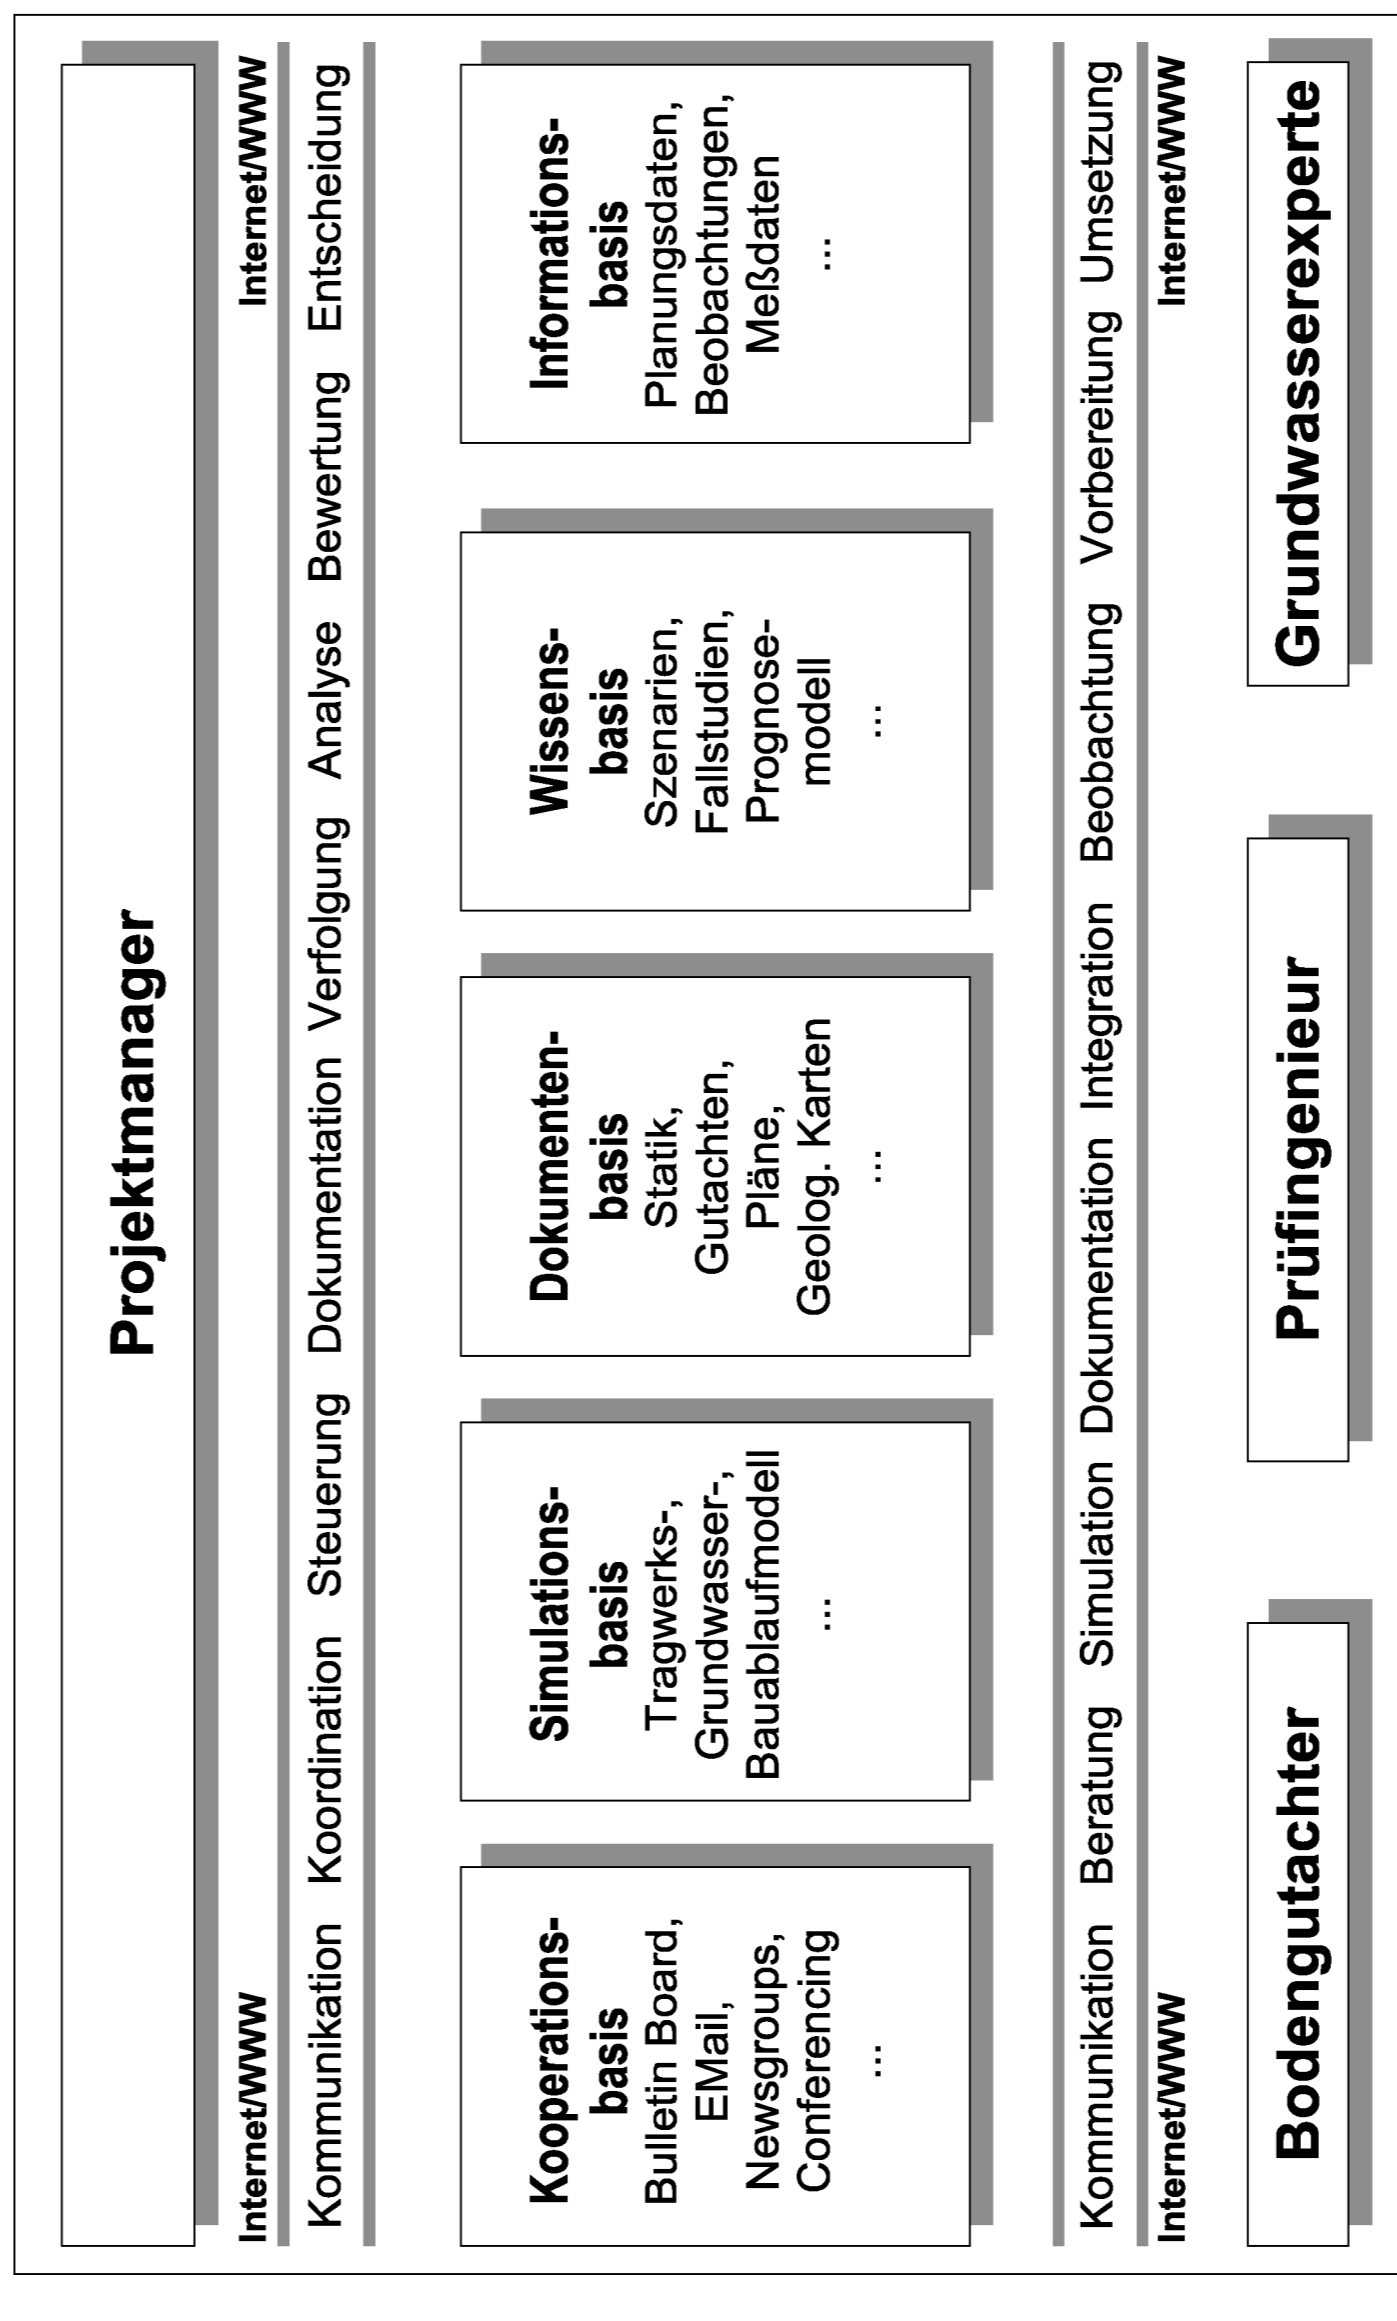 Projektmanager
Internet/WWW Internet/WWW
Kommunikation Koordination Steuerung Dokumentation Verfolgung Analyse Bewertung Entscheidung
Kooperations-
basis
Bulletin Board,
EMail,
Newsgroups,
Conferencing
...
Simulations-
basis
Tragwerks-,
Grundwasser-,
Bauablaufmodell
...
Dokumenten-
basis
Statik,
Gutachten,
Pläne,
Geolog. Karten
...
Wissens-
basis
Szenarien,
Fallstudien,
Prognose-
modell
...
Informations-
basis
Planungsdaten,
Beobachtungen,
Meßdaten
...
Kommunikation Beratung Simulation Dokumentation Integration Beobachtung Vorbereitung Umsetzung
Internet/WWW Internet/WWW
Bodengutachter
Prüfingenieur
Grundwasserexperte